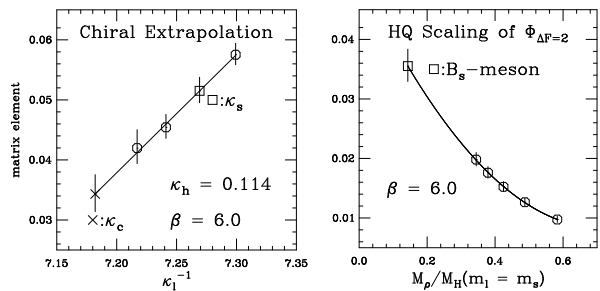 Chiral Extrapolation
matrix element
0.06
0.05
0.04
0.03
□:κs
κh = 0.114
×:κc
β = 6.0
7.15
7.20
7.25
7.30
7.35
κl⁻¹
HQ Scaling of ΦΔF=2
0.04
0.03
0.02
0.01
□:Bs−meson
β = 6.0
0.0
0.2
0.4
0.6
Mρ/MH(ml = ms)